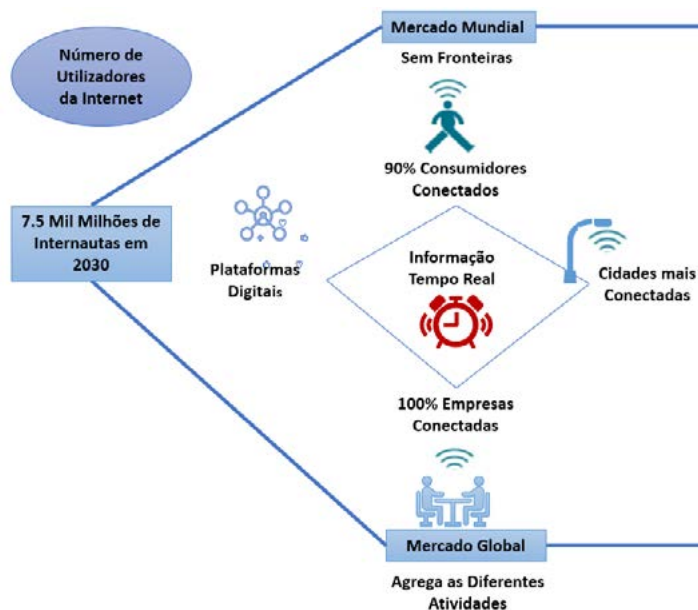 Número de
Utilizadores
da Internet
Mercado Mundial
Sem Fronteiras
90% Consumidores
Conectados
7.5 Mil Milhões de
Internautas em
2030
Plataformas
Digitais
Informação
Tempo Real
Cidades mais
Conectadas
100% Empresas
Conectadas
Mercado Global
Agrega as Diferentes
Atividades